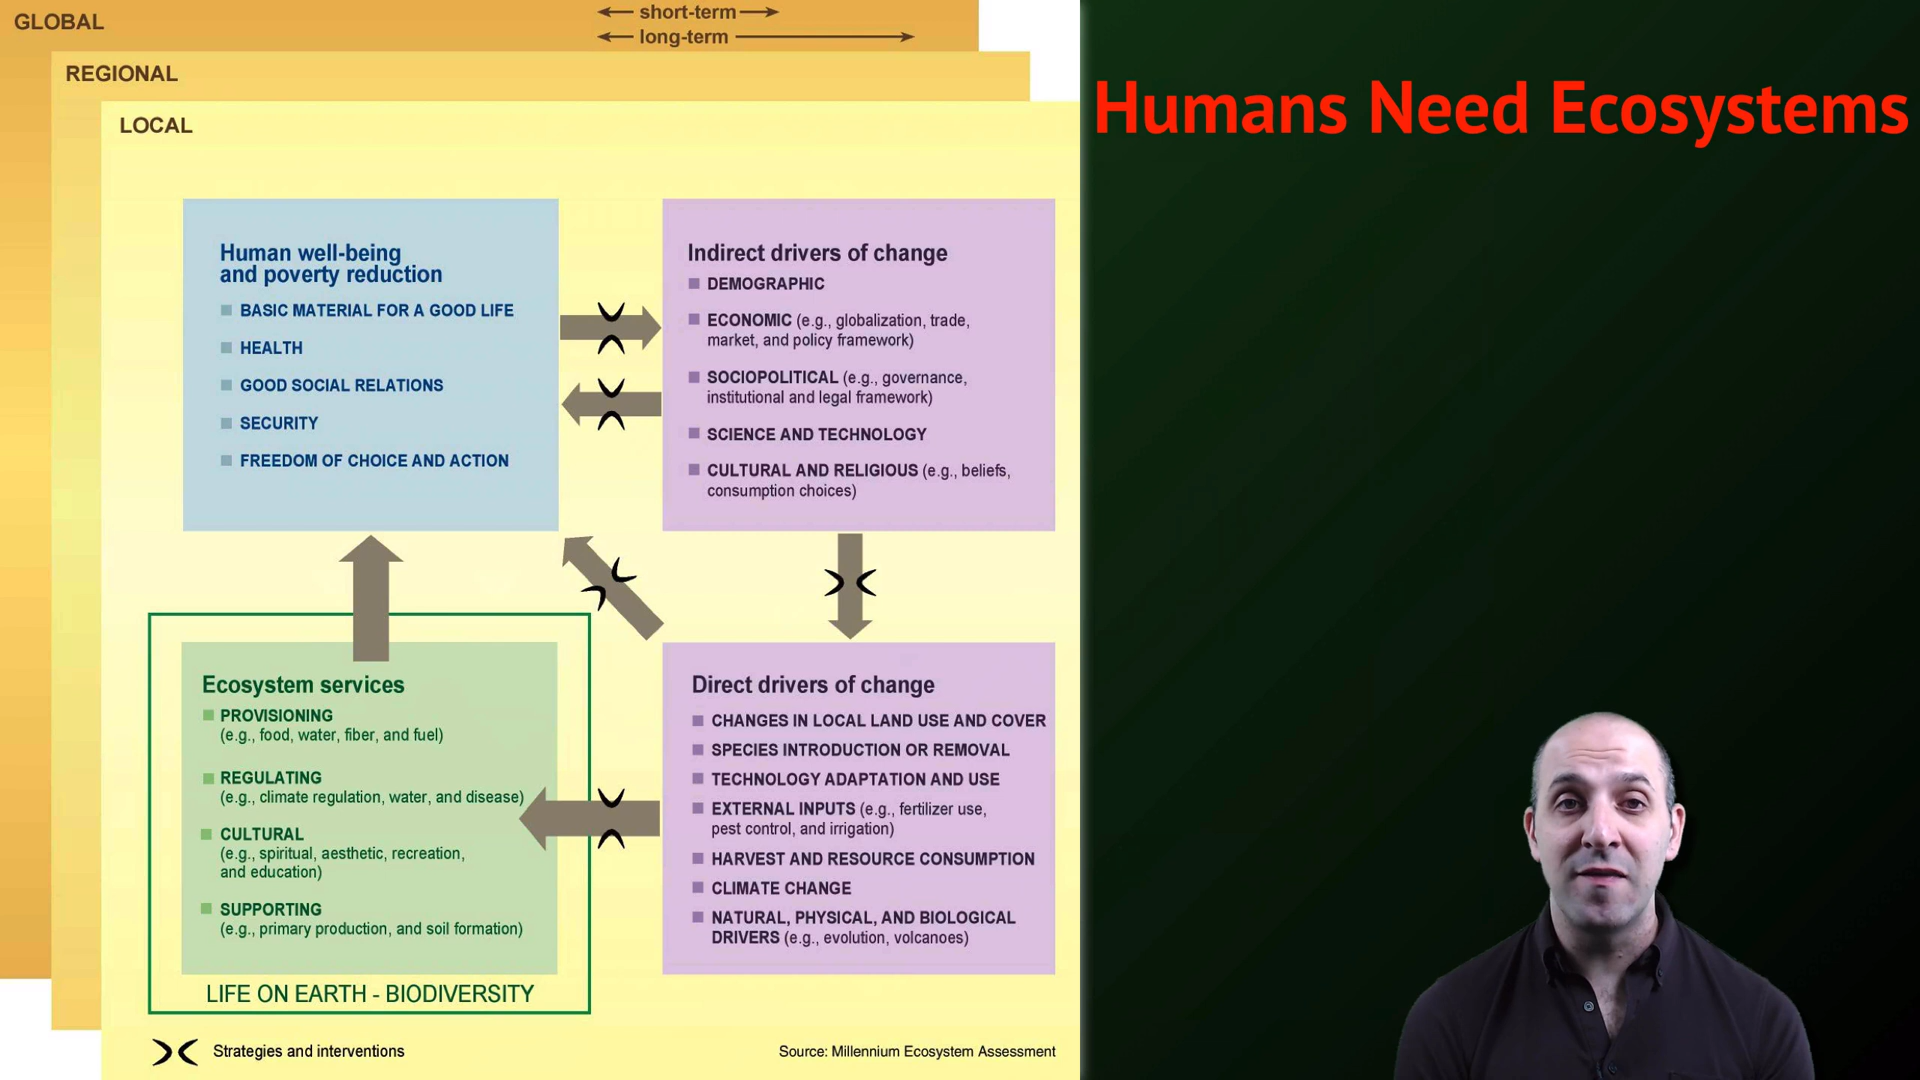 GLOBAL
short-term
long-term
REGIONAL
LOCAL
Humans Need Ecosystems
Human well-being
and poverty reduction
BASIC MATERIAL FOR A GOOD LIFE
HEALTH
GOOD SOCIAL RELATIONS
SECURITY
FREEDOM OF CHOICE AND ACTION
Indirect drivers of change
DEMOGRAPHIC
ECONOMIC (e.g., globalization, trade,
market, and policy framework)
SOCIOPOLITICAL (e.g., governance,
institutional and legal framework)
SCIENCE AND TECHNOLOGY
CULTURAL AND RELIGIOUS (e.g., beliefs,
consumption choices)
Ecosystem services
PROVISIONING
(e.g., food, water, fiber, and fuel)
REGULATING
(e.g., climate regulation, water, and disease)
CULTURAL
(e.g., spiritual, aesthetic, recreation,
and education)
SUPPORTING
(e.g., primary production, and soil formation)
LIFE ON EARTH - BIODIVERSITY
Direct drivers of change
CHANGES IN LOCAL LAND USE AND COVER
SPECIES INTRODUCTION OR REMOVAL
TECHNOLOGY ADAPTATION AND USE
EXTERNAL INPUTS (e.g., fertilizer use,
pest control, and irrigation)
HARVEST AND RESOURCE CONSUMPTION
CLIMATE CHANGE
NATURAL, PHYSICAL, AND BIOLOGICAL
DRIVERS (e.g., evolution, volcanoes)
Strategies and interventions
Source: Millennium Ecosystem Assessment